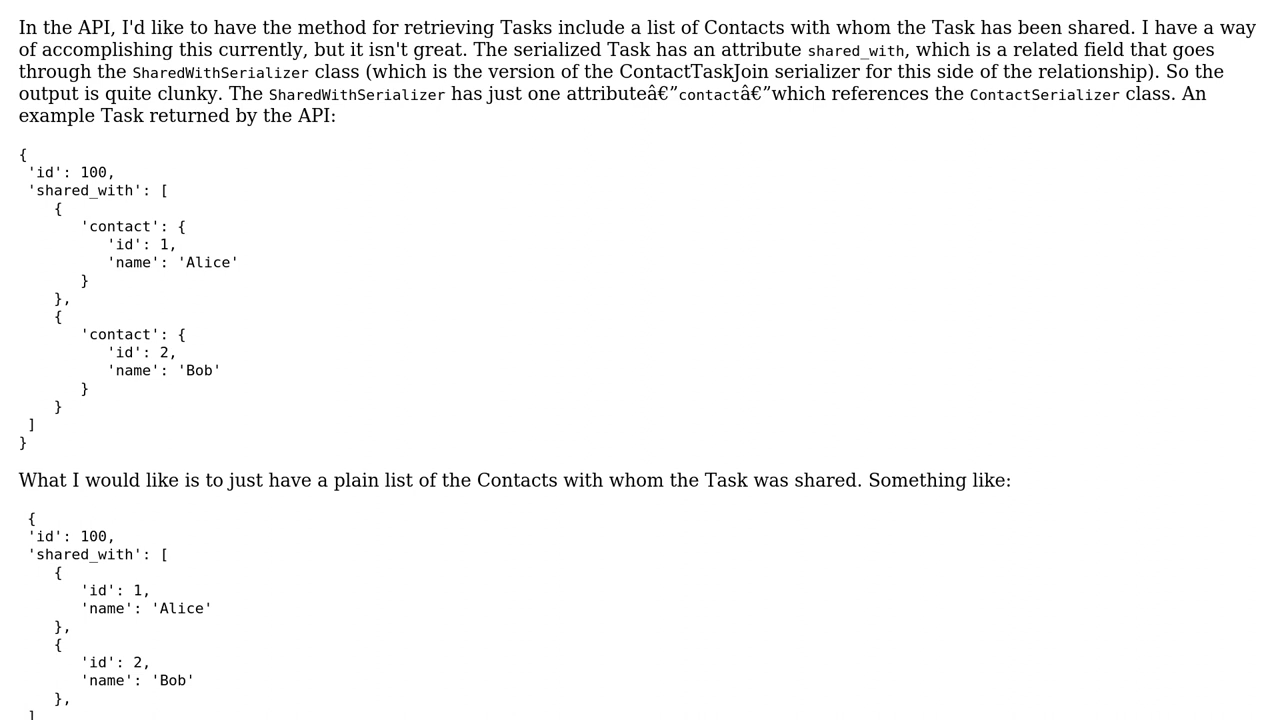 In the API, I'd like to have the method for retrieving Tasks include a list of Contacts with whom the Task has been shared. I have a way
of accomplishing this currently, but it isn't great. The serialized Task has an attribute shared_with, which is a related field that goes
through the SharedWithSerializer class (which is the version of the ContactTaskJoin serializer for this side of the relationship). So the
output is quite clunky. The SharedWithSerializer has just one attributeâ€”contactâ€”which references the ContactSerializer class. An
example Task returned by the API:
{
 'id': 100,
 'shared_with': [
    {
       'contact': {
          'id': 1,
          'name': 'Alice'
       }
    },
    {
       'contact': {
          'id': 2,
          'name': 'Bob'
       }
    }
 ]
}
What I would like is to just have a plain list of the Contacts with whom the Task was shared. Something like:
 {
 'id': 100,
 'shared_with': [
    {
       'id': 1,
       'name': 'Alice'
    },
    {
       'id': 2,
       'name': 'Bob'
    },
 ]